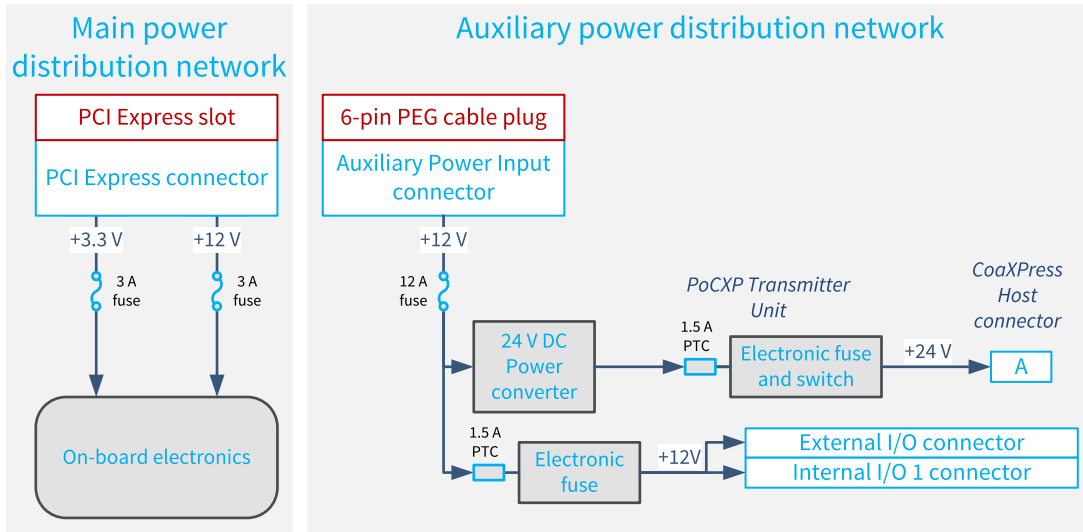 Main power
distribution network
PCI Express slot
PCI Express connector
+3.3 V
+12 V
3 A
fuse
3 A
fuse
On-board electronics
Auxiliary power distribution network
6-pin PEG cable plug
Auxiliary Power Input
connector
+12 V
12 A
fuse
24 V DC
Power
converter
1.5 A
PTC
PoCXP Transmitter
Unit
Electronic fuse
and switch
+24 V
CoaXPress
Host
connector
A
1.5 A
PTC
Electronic
fuse
+12V
External I/O connector
Internal I/O 1 connector